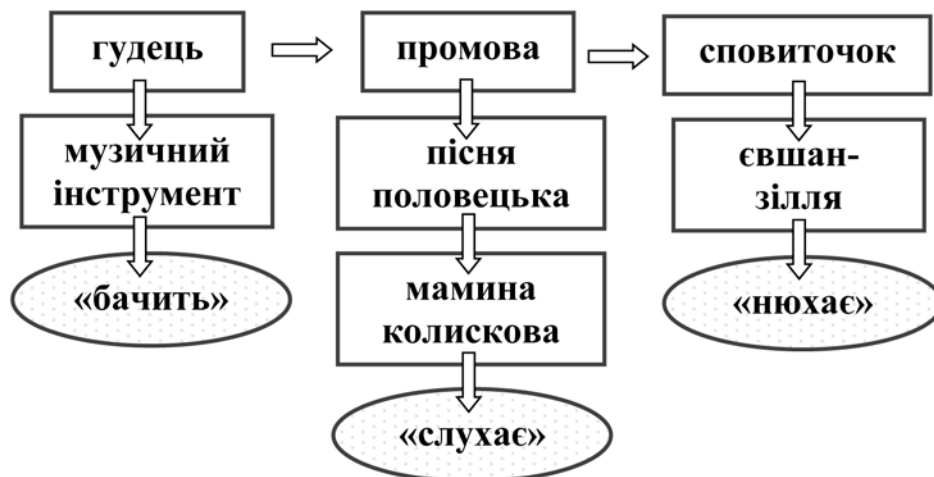 гудець
промова
сповиточок
музичний
інструмент
пісня
половецька
євшан-
зілля
«бачить»
мамина
колискова
«нюхає»
«слухає»